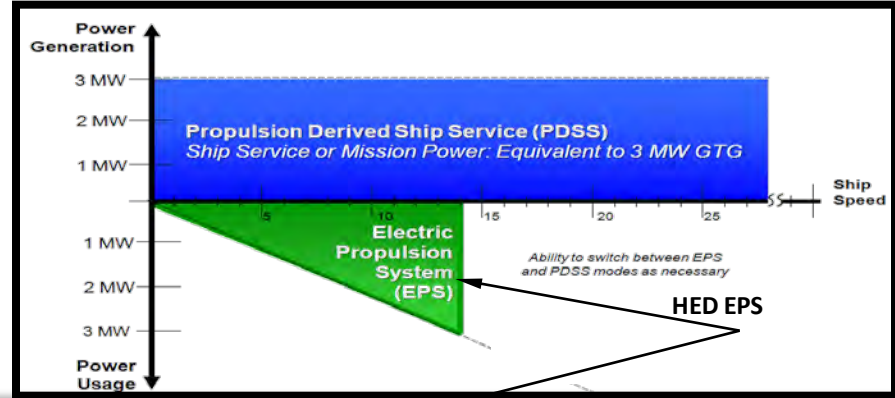 Power
Generation
3 MW
2 MW
Propulsion Derived Ship Service (PDSS)
Ship Service or Mission Power: Equivalent to 3 MW GTG
1 MW
Ship
Speed
5
10
15
20
25
1 MW
Electric
Propulsion
System
(EPS)
Ability to switch between EPS
and PDSS modes as necessary
2 MW
HED EPS
3 MW
Power
Usage